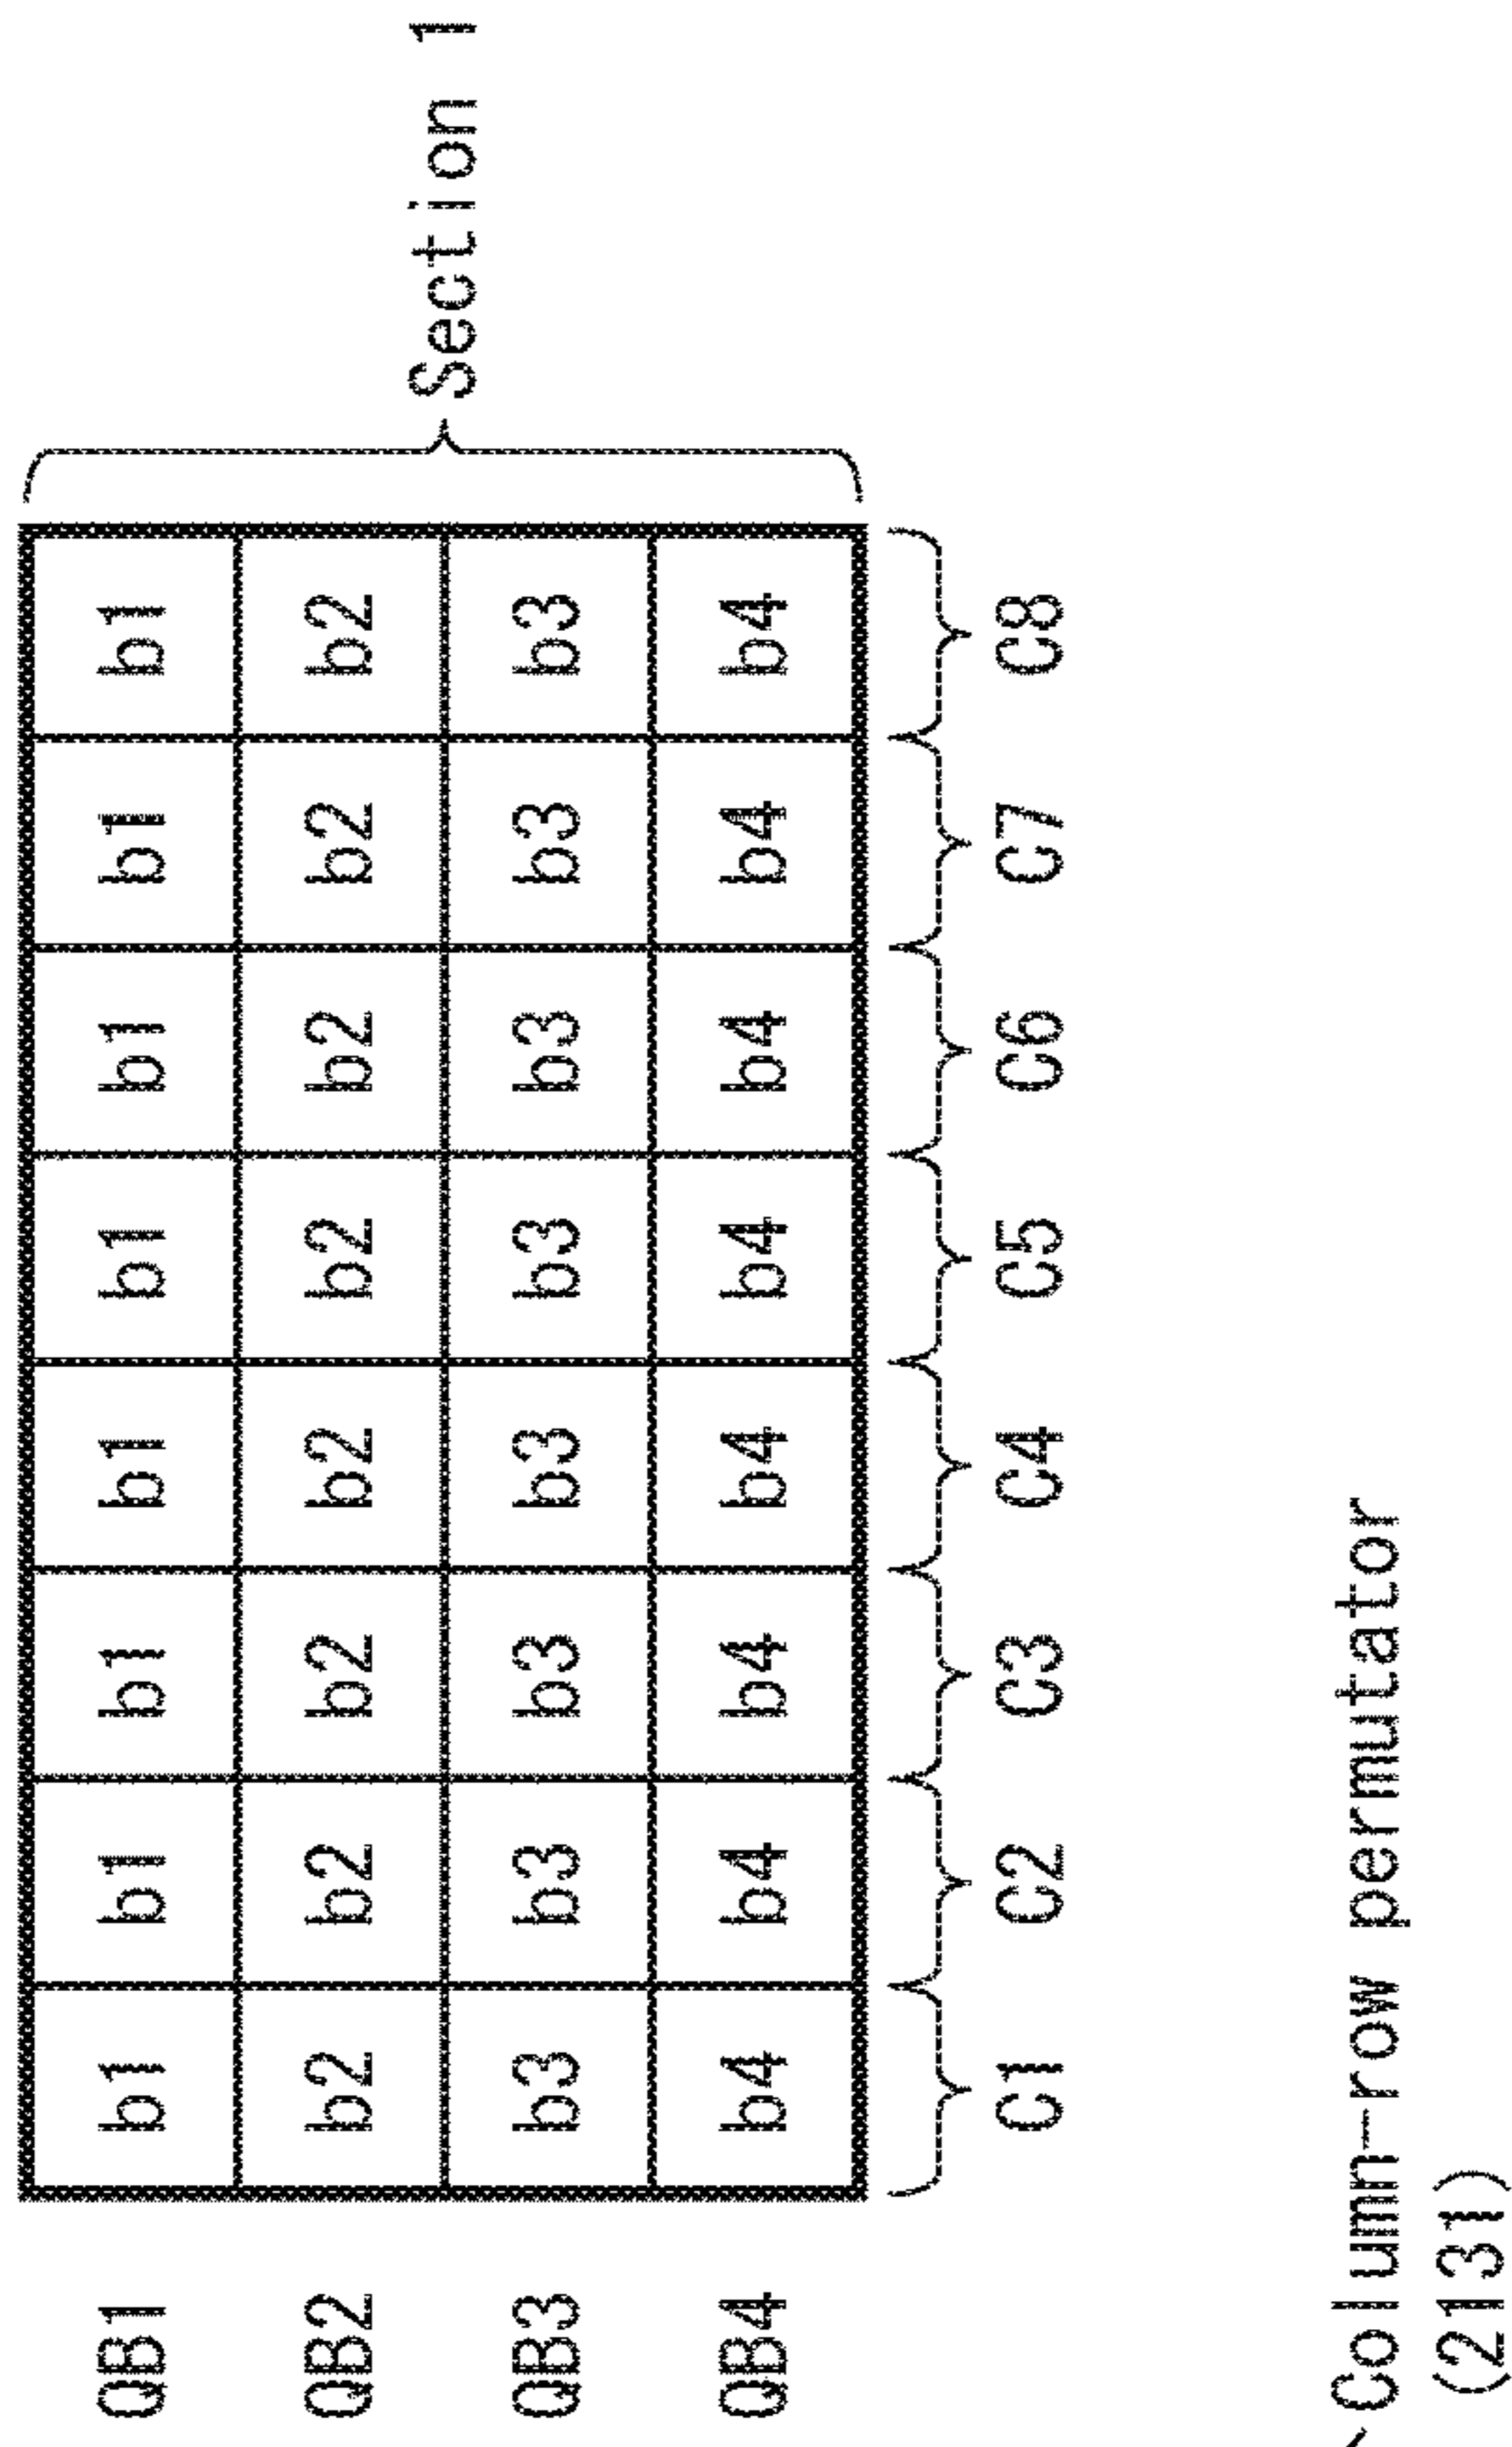 QB1 b1 b1 b1 b1 b1 b1 b1 b1
QB2 b2 b2 b2 b2 b2 b2 b2 b2
QB3 b3 b3 b3 b3 b3 b3 b3 b3
QB4 b4 b4 b4 b4 b4 b4 b4 b4
Section 1
C1 C2 C3 C4 C5 C6 C7 C8
Column-row permutator
(2131)